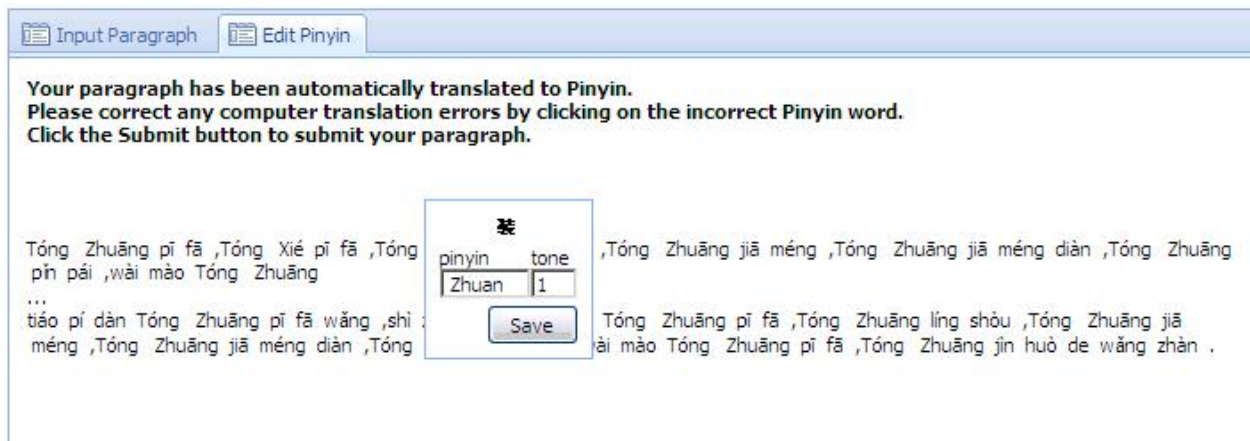 Input Paragraph
Edit Pinyin
Your paragraph has been automatically translated to Pinyin.
Please correct any computer translation errors by clicking on the incorrect Pinyin word.
Click the Submit button to submit your paragraph.
装
pinyin tone
Zhuan 1
Save
Tóng Zhuāng pī fā ,Tóng Xié pī fā ,Tóng ,Tóng Zhuāng jiā méng ,Tóng Zhuāng jiā méng diàn ,Tóng Zhuāng
pǐn pái ,wài mào Tóng Zhuāng
...
tiáo pí dàn Tóng Zhuāng pī fā wǎng ,shì Tóng Zhuāng pī fā ,Tóng Zhuāng líng shòu ,Tóng Zhuāng jiā
méng ,Tóng Zhuāng jiā méng diàn ,Tóng ài mào Tóng Zhuāng pī fā ,Tóng Zhuāng jìn huò de wǎng zhàn .